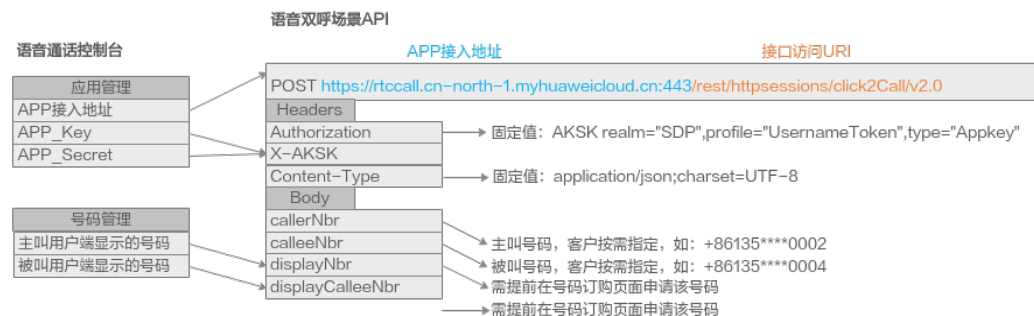 语音双呼场景API
语音通话控制台
APP接入地址
接口访问URI
应用管理
APP接入地址
APP_Key
APP_Secret
POST https://rtccall.cn-north-1.myhuaweicloud.cn:443/rest/httpsessions/click2Call/v2.0
Headers
Authorization
固定值：AKSK realm="SDP",profile="UsernameToken",type="Appkey"
X-AKSK
Content-Type
固定值：application/json;charset=UTF-8
Body
号码管理
主叫用户端显示的号码
被叫用户端显示的号码
callerNbr
calleeNbr
displayNbr
displayCalleeNbr
主叫号码，客户按需指定，如：+86135****0002
被叫号码，客户按需指定，如：+86135****0004
需提前在号码订购页面申请该号码
需提前在号码订购页面申请该号码